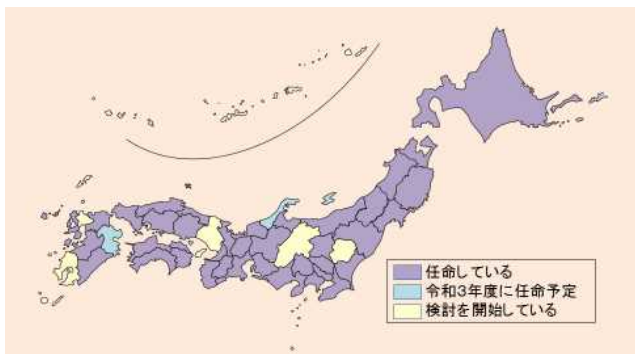 任命している
令和3年度に任命予定
検討を開始している